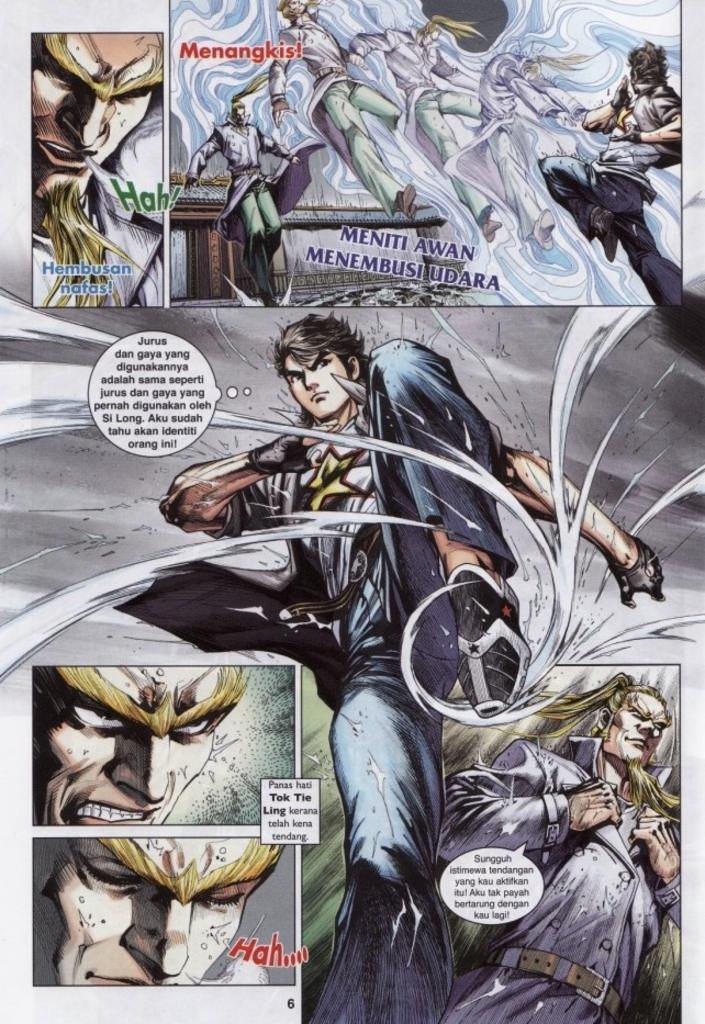 Menangkis!
Hah!
Hembusan
nafas!
MENITI AWAN
MENEMBUSI UDARA
Jurus
dan gaya yang
digunakannya
adalah sama seperti
jurus dan gaya yang
pernah digunakan oleh
Si Long. Aku sudah
tahu akan identiti
orang ini!
Panas hati
Tok Tie
Ling kerana
telah kena
tendang.
Sungguh
istimewa tendangan
yang kau aktifkan
itu! Aku tak payah
bertarung dengan
kau lagi!
Hah....
6